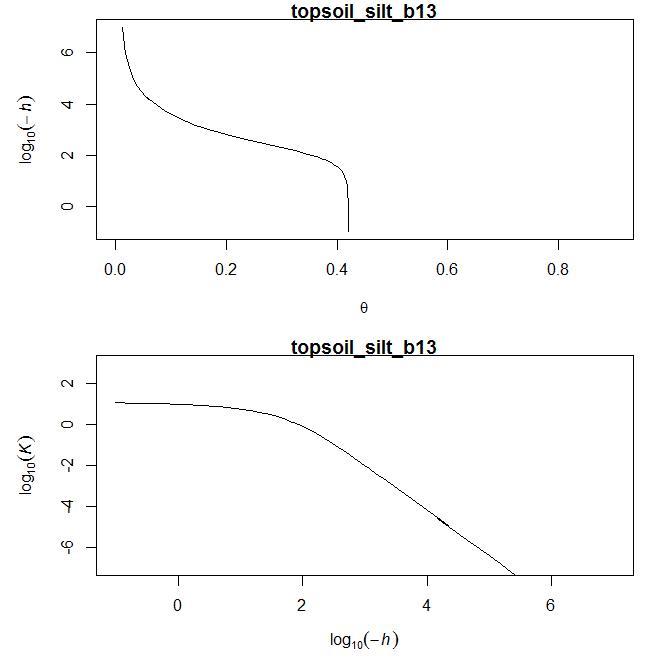 topsoil_silt_b13
log10(−h)
6
4
2
0
0.0 0.2 0.4 0.6 0.8
θ
topsoil_silt_b13
log10(K)
2
0
-2
-4
-6
0 2 4 6
log10(−h)